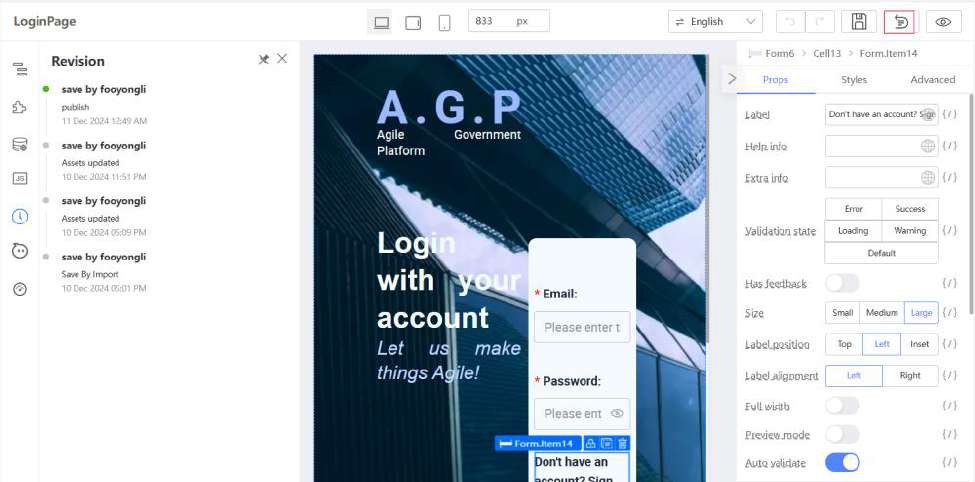 LoginPage
833 px
English
Revision
save by fooyongli
publish
11 Dec 2024 12:49 AM
save by fooyongli
Assets updated
10 Dec 2024 11:51 PM
save by fooyongli
Assets updated
10 Dec 2024 05:09 PM
save by fooyongli
Save By Import
10 Dec 2024 05:01 PM
JS
A.G.P
Agile Government
Platform
Login
with your
account
Let us make
things Agile!
* Email:
Please enter t
* Password:
Please ent
Form.Item14
Don't have an
account? Sign
Form6 > Cell13 > Form.Item14
Props Styles Advanced
Label Don't have an account? Sign {/}
Help info {/}
Extra info {/}
Validation state Error Success Loading Warning Default {/}
Has feedback {/}
Size Small Medium Large {/}
Label position Top Left Inset {/}
Label alignment Left Right {/}
Full width {/}
Preview mode {/}
Auto validate {/}